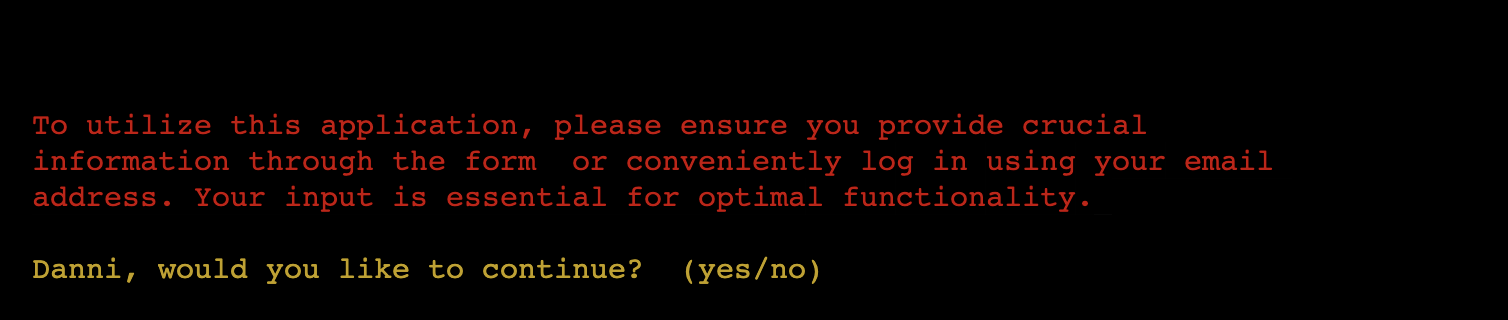 To utilize this application, please ensure you provide crucial
information through the form  or conveniently log in using your email
address. Your input is essential for optimal functionality.
Danni, would you like to continue?  (yes/no)